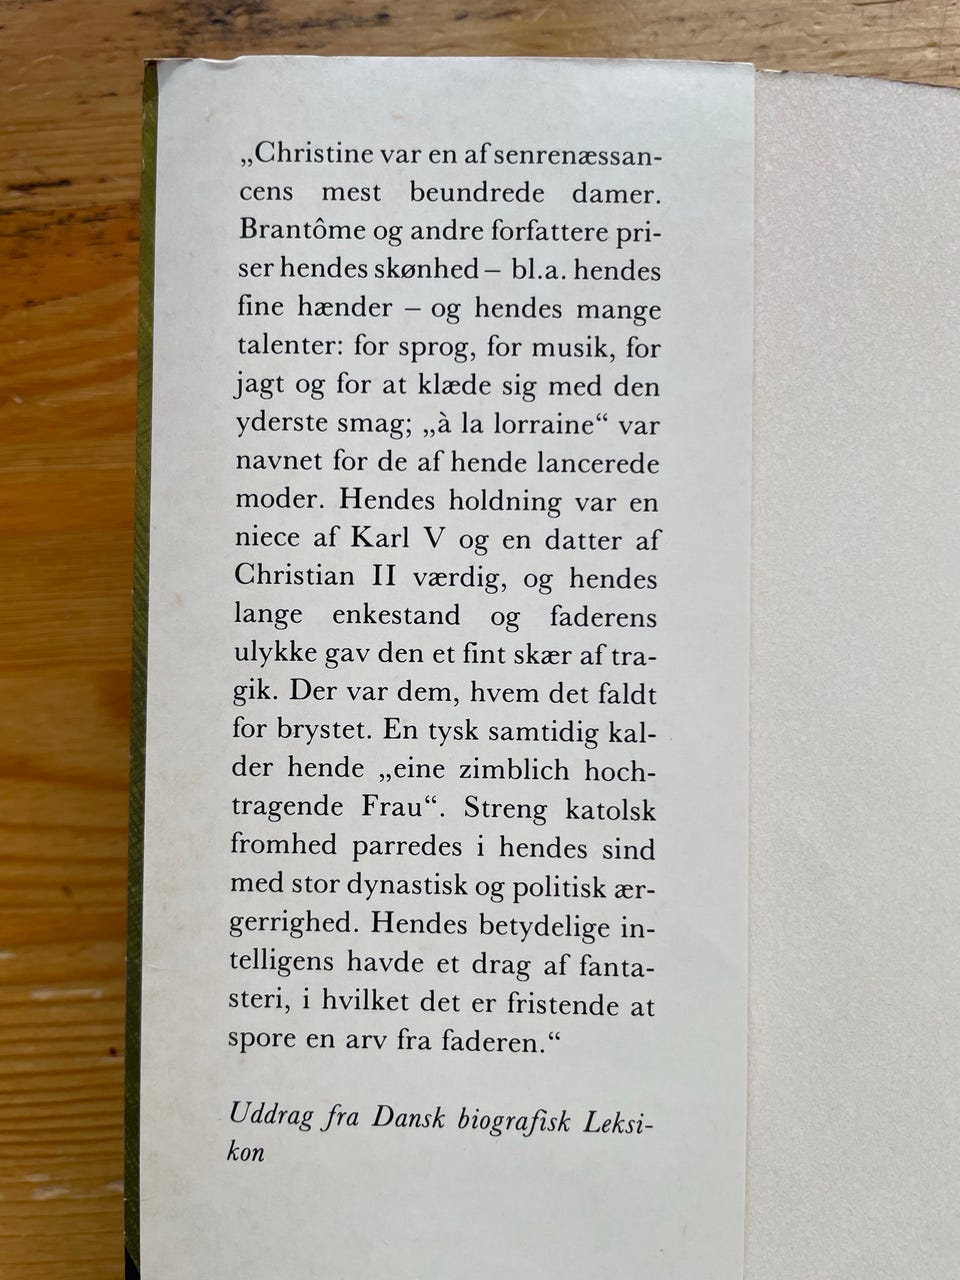 „Christine var en af senrenæssan-
cens mest beundrede damer.
Brantôme og andre forfattere pri-
ser hendes skønhed – bl.a. hendes
fine hænder – og hendes mange
talenter: for sprog, for musik, for
jagt og for at klæde sig med den
yderste smag; „à la lorraine“ var
navnet for de af hende lancerede
moder. Hendes holdning var en
niece af Karl V og en datter af
Christian II værdig, og hendes
lange enkestand og faderens
ulykke gav den et fint skær af tra-
gik. Der var dem, hvem det faldt
for brystet. En tysk samtidig kal-
der hende „eine zimblich hoch-
tragende Frau“. Streng katolsk
fromhed parredes i hendes sind
med stor dynastisk og politisk ær-
gerrighed. Hendes betydelige in-
telligens havde et drag af fanta-
steri, i hvilket det er fristende at
spore en arv fra faderen.“
Uddrag fra Dansk biografisk Leksi-
kon